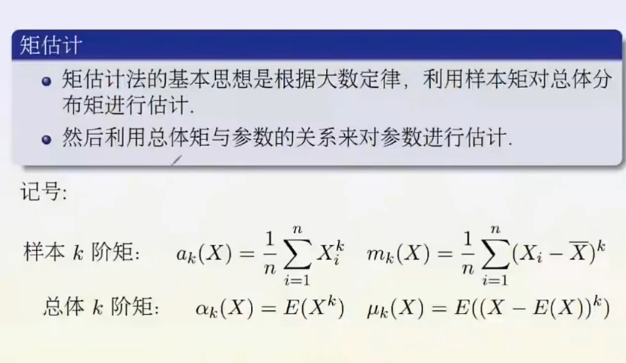 矩估计
矩估计法的基本思想是根据大数定律，利用样本矩对总体分
布矩进行估计.
然后利用总体矩与参数的关系来对参数进行估计.
记号:
样本 k 阶矩: a_k(X) = \frac{1}{n} \sum_{i=1}^{n} X_i^k   m_k(X) = \frac{1}{n} \sum_{i=1}^{n} (X_i - \overline{X})^k
总体 k 阶矩: α_k(X) = E(X^k)   μ_k(X) = E((X − E(X))^k)